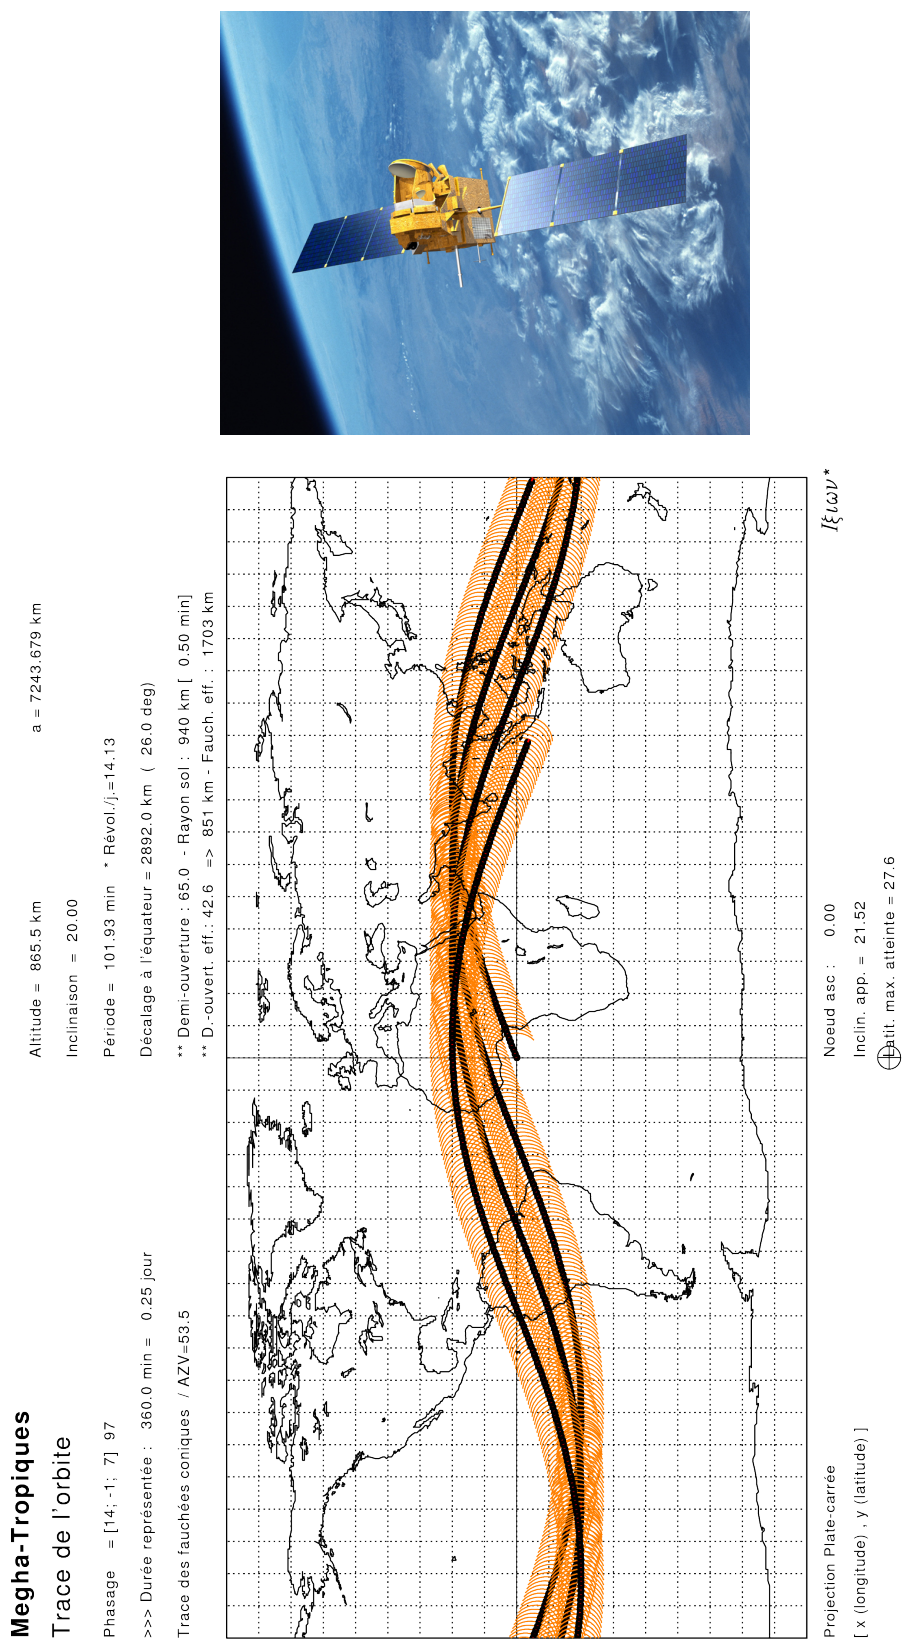 Megha-Tropiques
Trace de l'orbite
Phasage = [14; -1; 7] 97
>>> Durée représentée : 360.0 min = 0.25 jour
Trace des fauchées coniques / AZV=53.5
Altitude = 865.5 km a = 7243.679 km
Inclinaison = 20.00
Période = 101.93 min * Révol./j.=14.13
Décalage à l'équateur = 2892.0 km ( 26.0 deg)
** Demi-ouverture : 65.0 - Rayon sol : 940 km [ 0.50 min]
** D.-ouvert. eff.: 42.6 => 851 km - Fauch. eff. : 1703 km
Projection Plate-carrée
[ x (longitude) , y (latitude) ]
Noeud asc : 0.00
Inclin. app. = 21.52
Latit. max. atteinte = 27.6
Ιξιων*